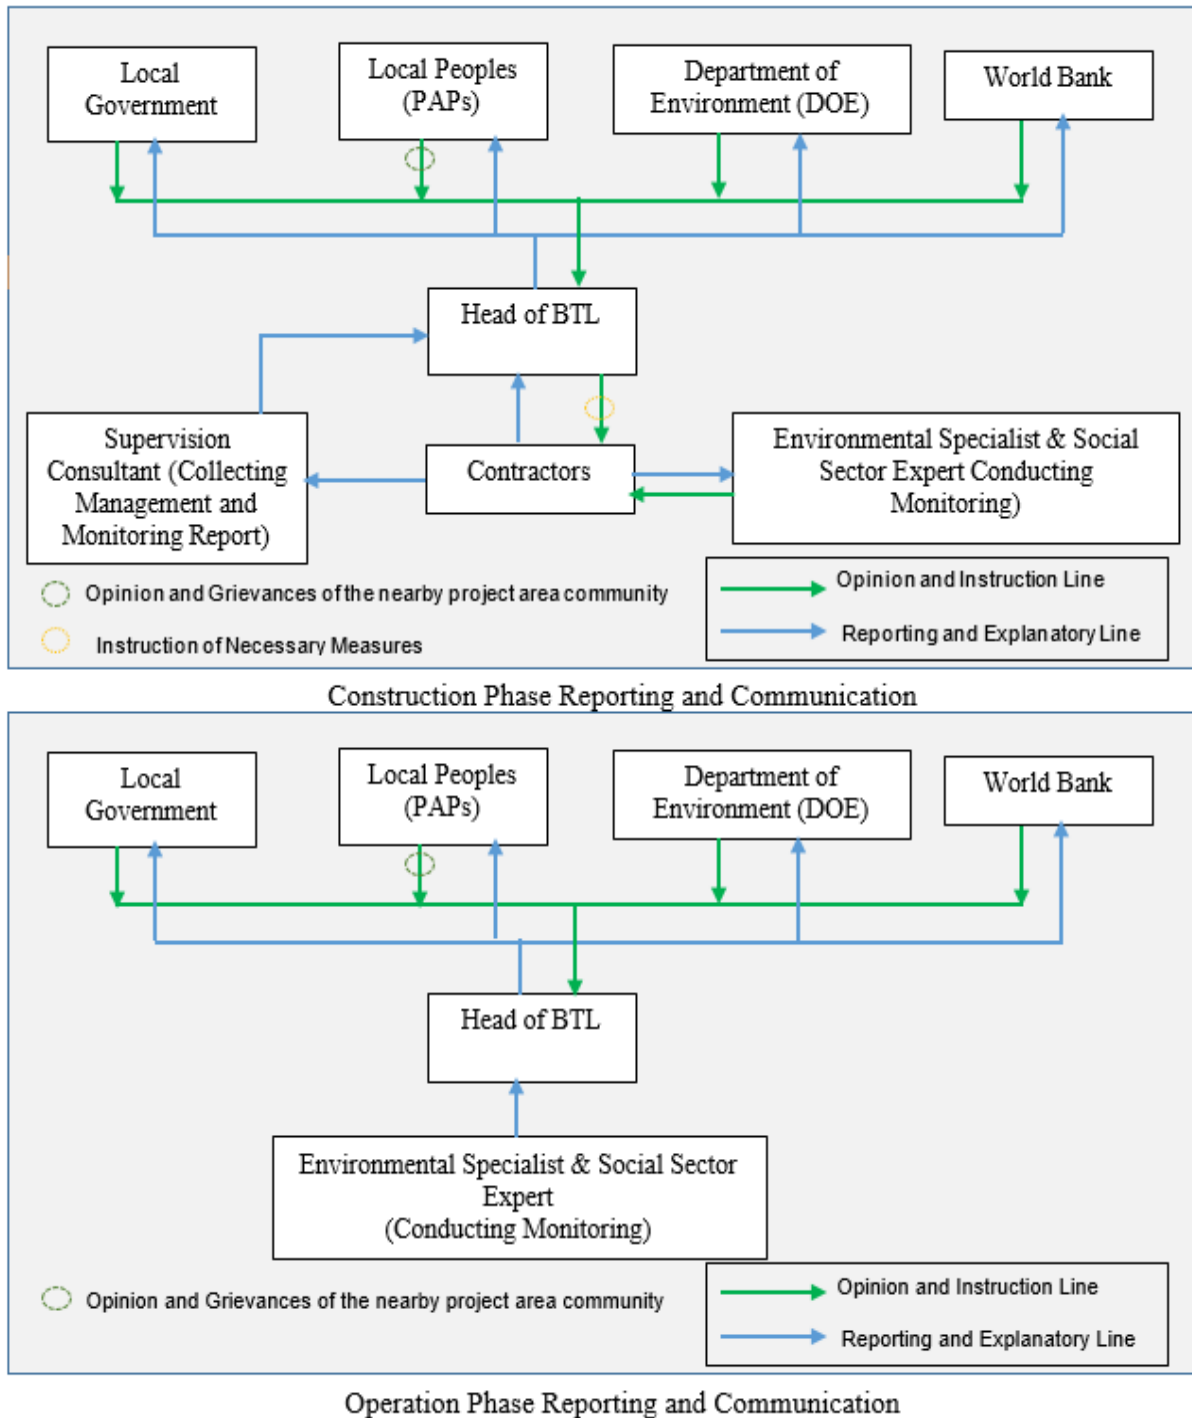 Local
Government
Local Peoples
(PAPs)
Department of
Environment (DOE)
World Bank
Head of BTL
Supervision
Consultant (Collecting
Management and
Monitoring Report)
Contractors
Environmental Specialist & Social
Sector Expert Conducting
Monitoring)
Opinion and Grievances of the nearby project area community
Instruction of Necessary Measures
Opinion and Instruction Line
Reporting and Explanatory Line
Construction Phase Reporting and Communication
Local
Government
Local Peoples
(PAPs)
Department of
Environment (DOE)
World Bank
Head of BTL
Environmental Specialist & Social Sector
Expert
(Conducting Monitoring)
Opinion and Grievances of the nearby project area community
Opinion and Instruction Line
Reporting and Explanatory Line
Operation Phase Reporting and Communication